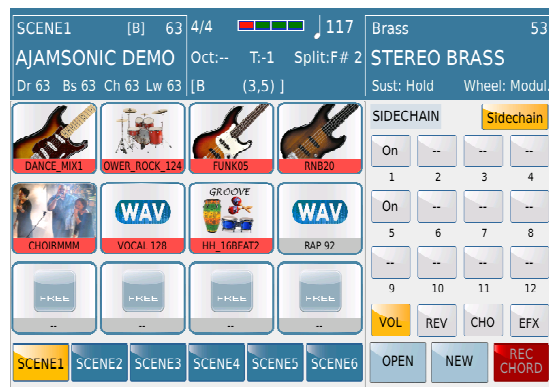 SCENE1 [B] 63 4/4 117 Brass 53
AJAMSONIC DEMO Oct:-- T:-1 Split:F# 2 STEREO BRASS
Dr 63 Bs 63 Ch 63 Lw 63 [B (3,5) ] Sust: Hold Wheel: Modul.
SIDECHAIN Sidechain
DANCE_MIX1 OWER_ROCK_124 FUNK05 RNB20
On -- -- --
1 2 3 4
GROOVE
WAV WAV
CHOIRMMM VOCAL 128 HH_16BEAT2 RAP 92
On -- -- --
5 6 7 8
FREE FREE FREE FREE
-- -- -- --
-- -- -- --
9 10 11 12
VOL REV CHO EFX
SCENE1 SCENE2 SCENE3 SCENE4 SCENE5 SCENE6
OPEN NEW REC CHORD